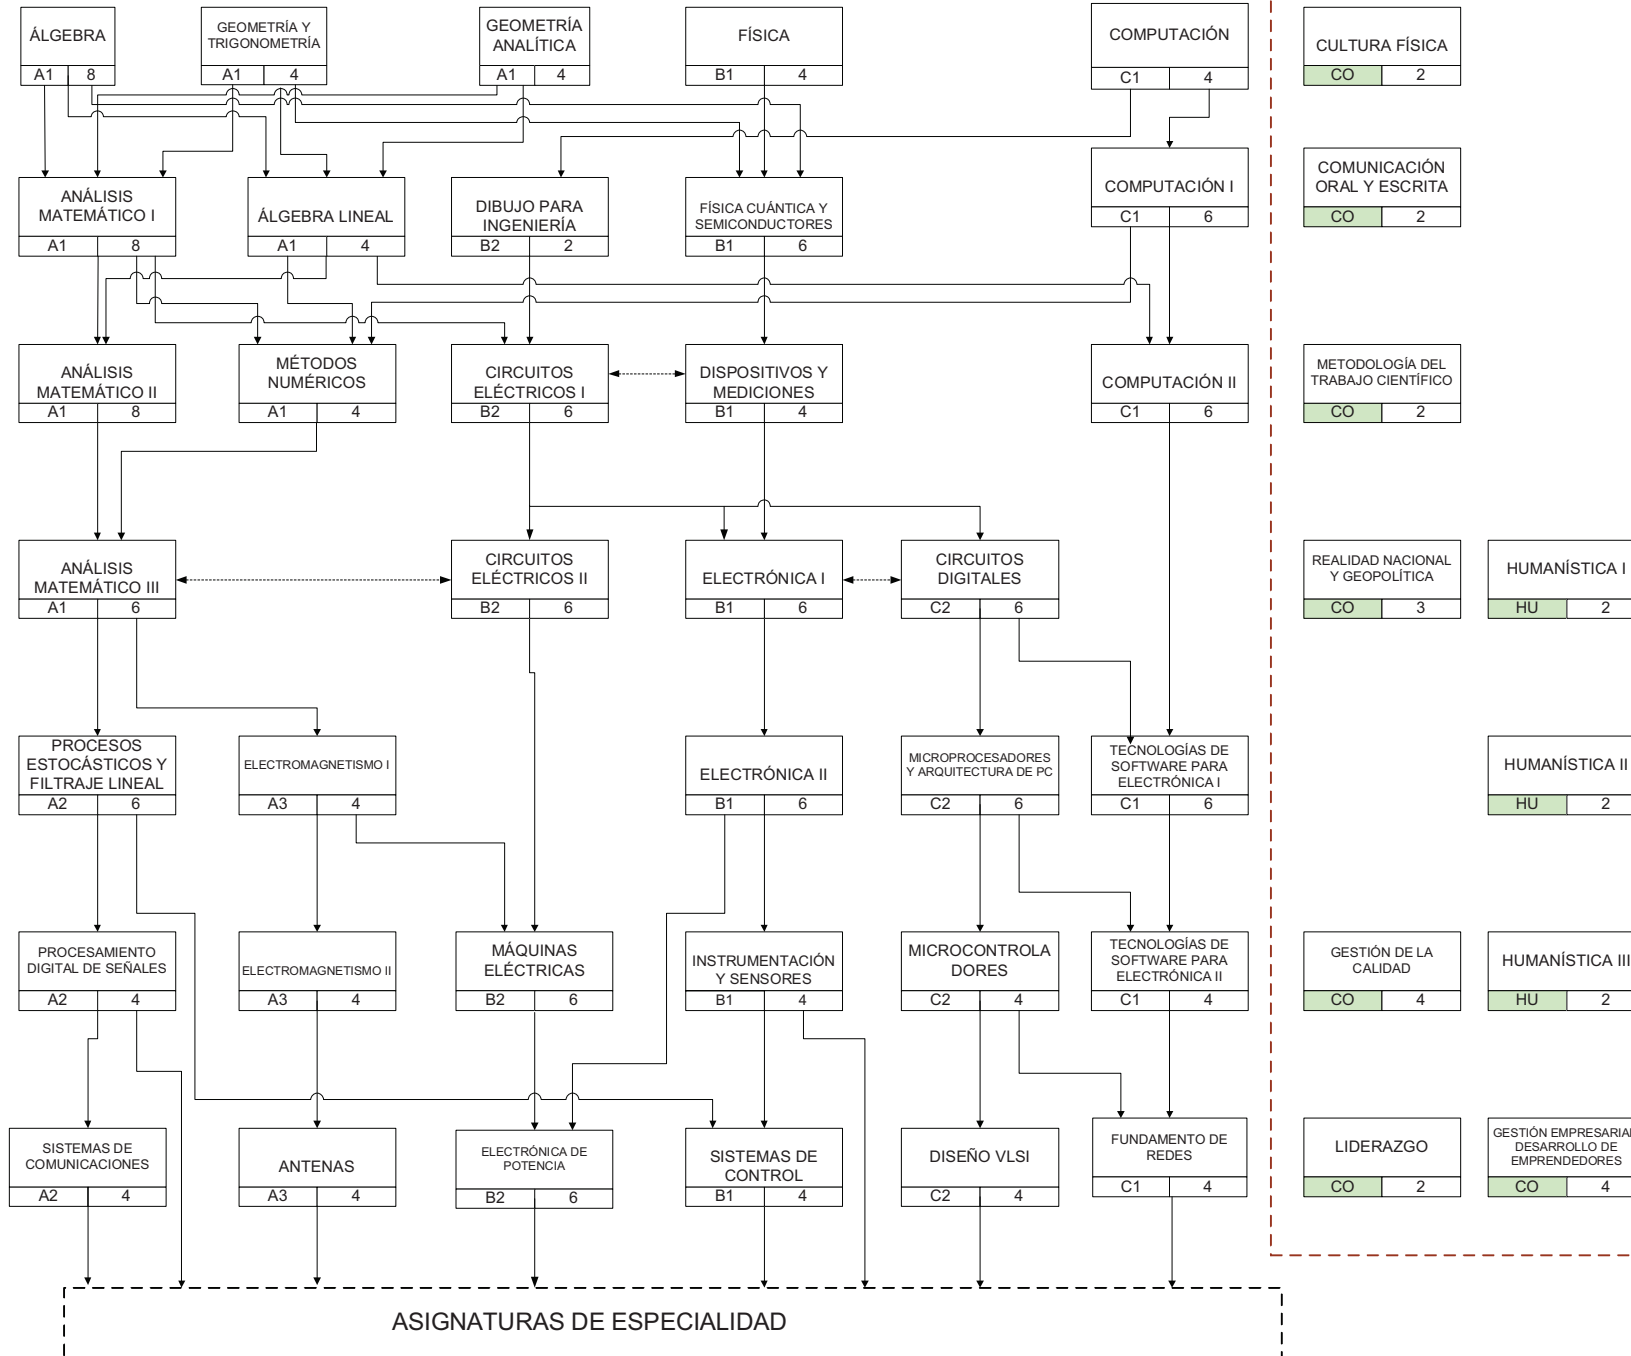 ÁLGEBRA
A1 8
GEOMETRÍA Y
TRIGONOMETRÍA
A1 4
GEOMETRÍA
ANALÍTICA
A1 4
FÍSICA
B1 4
COMPUTACIÓN
C1 4
CULTURA FÍSICA
CO 2
ANÁLISIS
MATEMÁTICO I
A1 8
ÁLGEBRA LINEAL
A1 4
DIBUJO PARA
INGENIERÍA
B2 2
FÍSICA CUÁNTICA Y
SEMICONDUCTORES
B1 6
COMPUTACIÓN I
C1 6
COMUNICACIÓN
ORAL Y ESCRITA
CO 2
ANÁLISIS
MATEMÁTICO II
A1 8
MÉTODOS
NUMÉRICOS
A1 4
CIRCUITOS
ELÉCTRICOS I
B2 6
DISPOSITIVOS Y
MEDICIONES
B1 4
COMPUTACIÓN II
C1 6
METODOLOGÍA DEL
TRABAJO CIENTÍFICO
CO 2
ANÁLISIS
MATEMÁTICO III
A1 6
CIRCUITOS
ELÉCTRICOS II
B2 6
ELECTRÓNICA I
B1 6
CIRCUITOS
DIGITALES
C2 6
REALIDAD NACIONAL
Y GEOPOLÍTICA
CO 3
HUMANÍSTICA I
HU 2
PROCESOS
ESTOCÁSTICOS Y
FILTRAJE LINEAL
A2 6
ELECTROMAGNETISMO I
A3 4
ELECTRÓNICA II
B1 6
MICROPROCESADORES
Y ARQUITECTURA DE PC
C2 6
TECNOLOGÍAS DE
SOFTWARE PARA
ELECTRÓNICA I
C1 6
HUMANÍSTICA II
HU 2
PROCESAMIENTO
DIGITAL DE SEÑALES
A2 4
ELECTROMAGNETISMO II
A3 4
MÁQUINAS
ELÉCTRICAS
B2 6
INSTRUMENTACIÓN
Y SENSORES
B1 4
MICROCONTROLA
DORES
C2 4
TECNOLOGÍAS DE
SOFTWARE PARA
ELECTRÓNICA II
C1 4
GESTIÓN DE LA
CALIDAD
CO 4
HUMANÍSTICA III
HU 2
SISTEMAS DE
COMUNICACIONES
A2 4
ANTENAS
A3 4
ELECTRÓNICA DE
POTENCIA
B2 6
SISTEMAS DE
CONTROL
B1 4
DISEÑO VLSI
C2 4
FUNDAMENTO DE
REDES
C1 4
LIDERAZGO
CO 2
GESTIÓN EMPRESARIAL
DESARROLLO DE
EMPRENDEDORES
CO 4
ASIGNATURAS DE ESPECIALIDAD